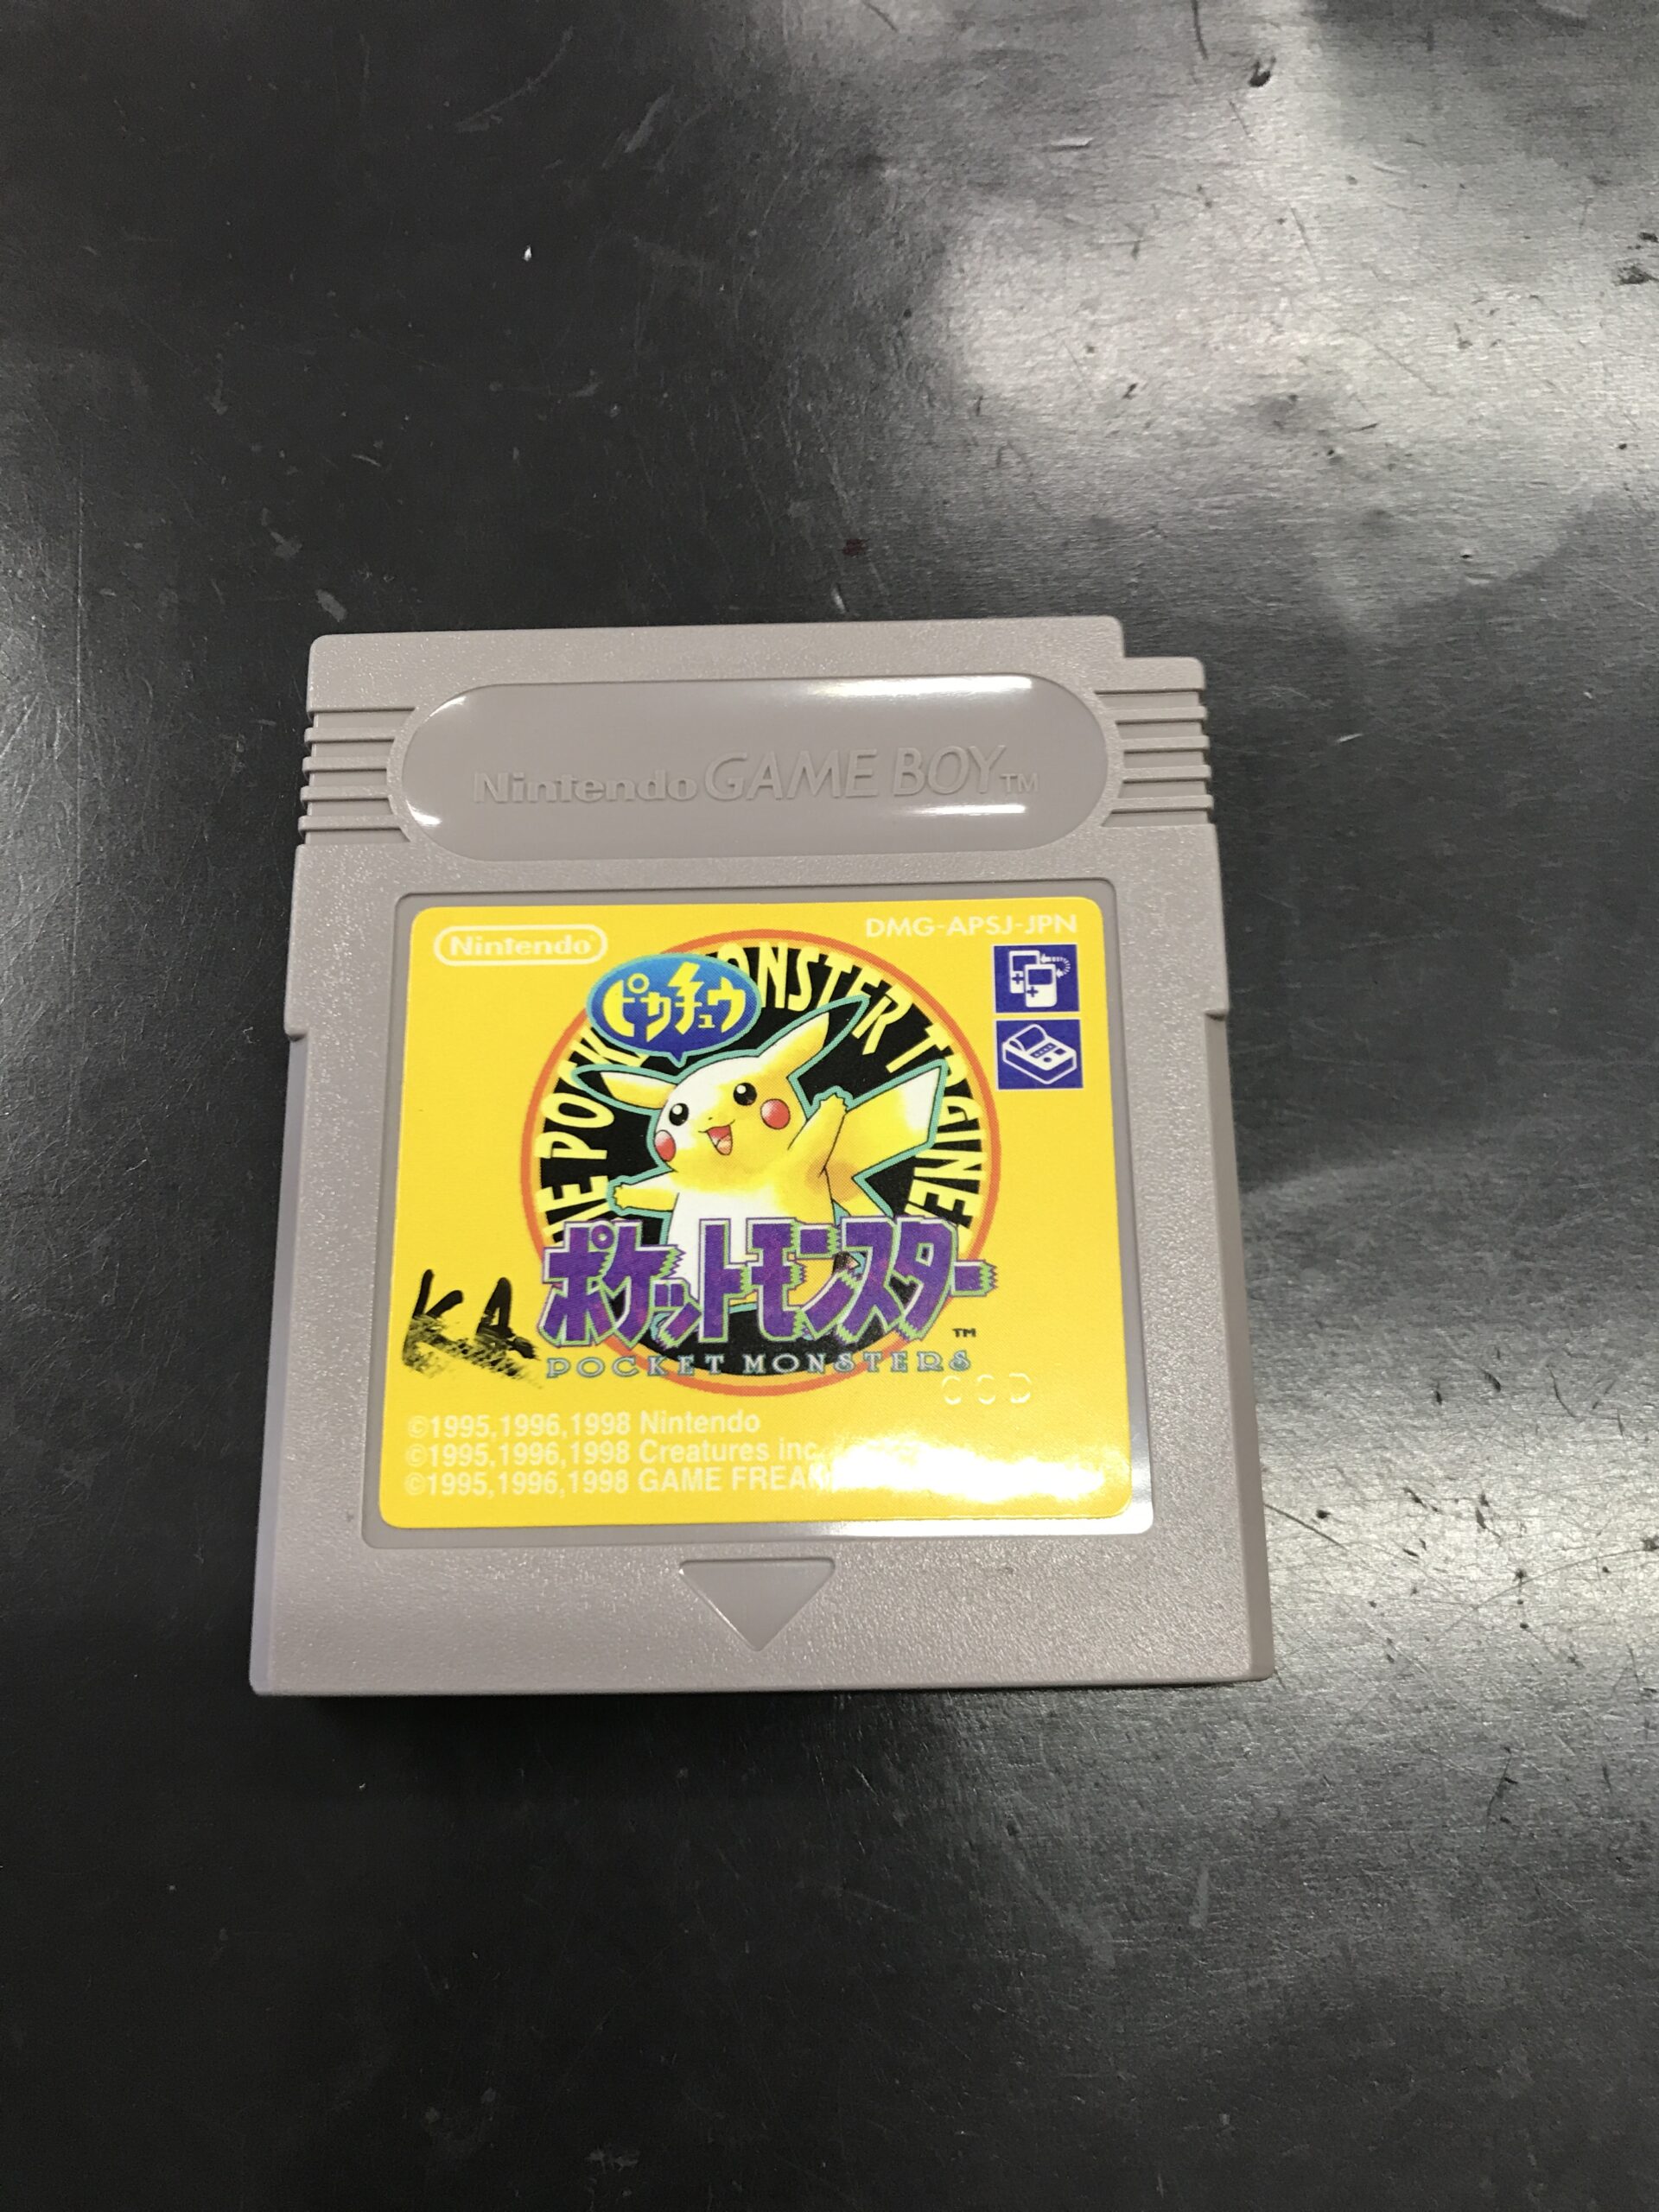 Nintendo GAME BOY™
Nintendo®
DMG-APSJ-JPN
ピカチュウ
ポケットモンスター
™
POCKET MONSTERS
KA
©1995,1996,1998 Nintendo
©1995,1996,1998 Creatures inc.
©1995,1996,1998 GAME FREAK